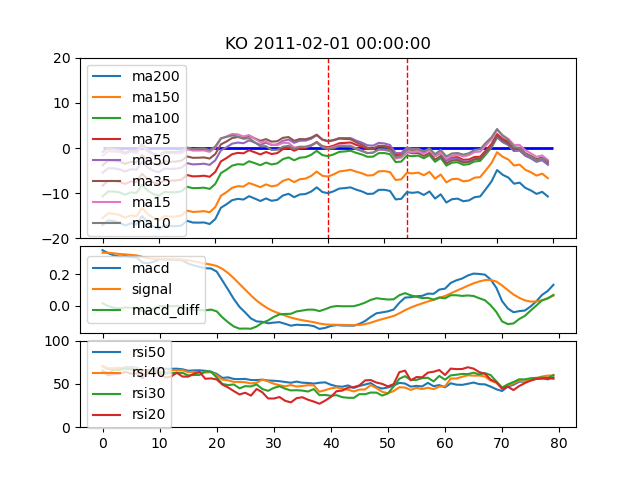 KO 2011-02-01 00:00:00
20
10
0
−10
−20
ma200
ma150
ma100
ma75
ma50
ma35
ma15
ma10
0.2
0.0
macd
signal
macd_diff
100
50
0
rsi50
rsi40
rsi30
rsi20
0 10 20 30 40 50 60 70 80